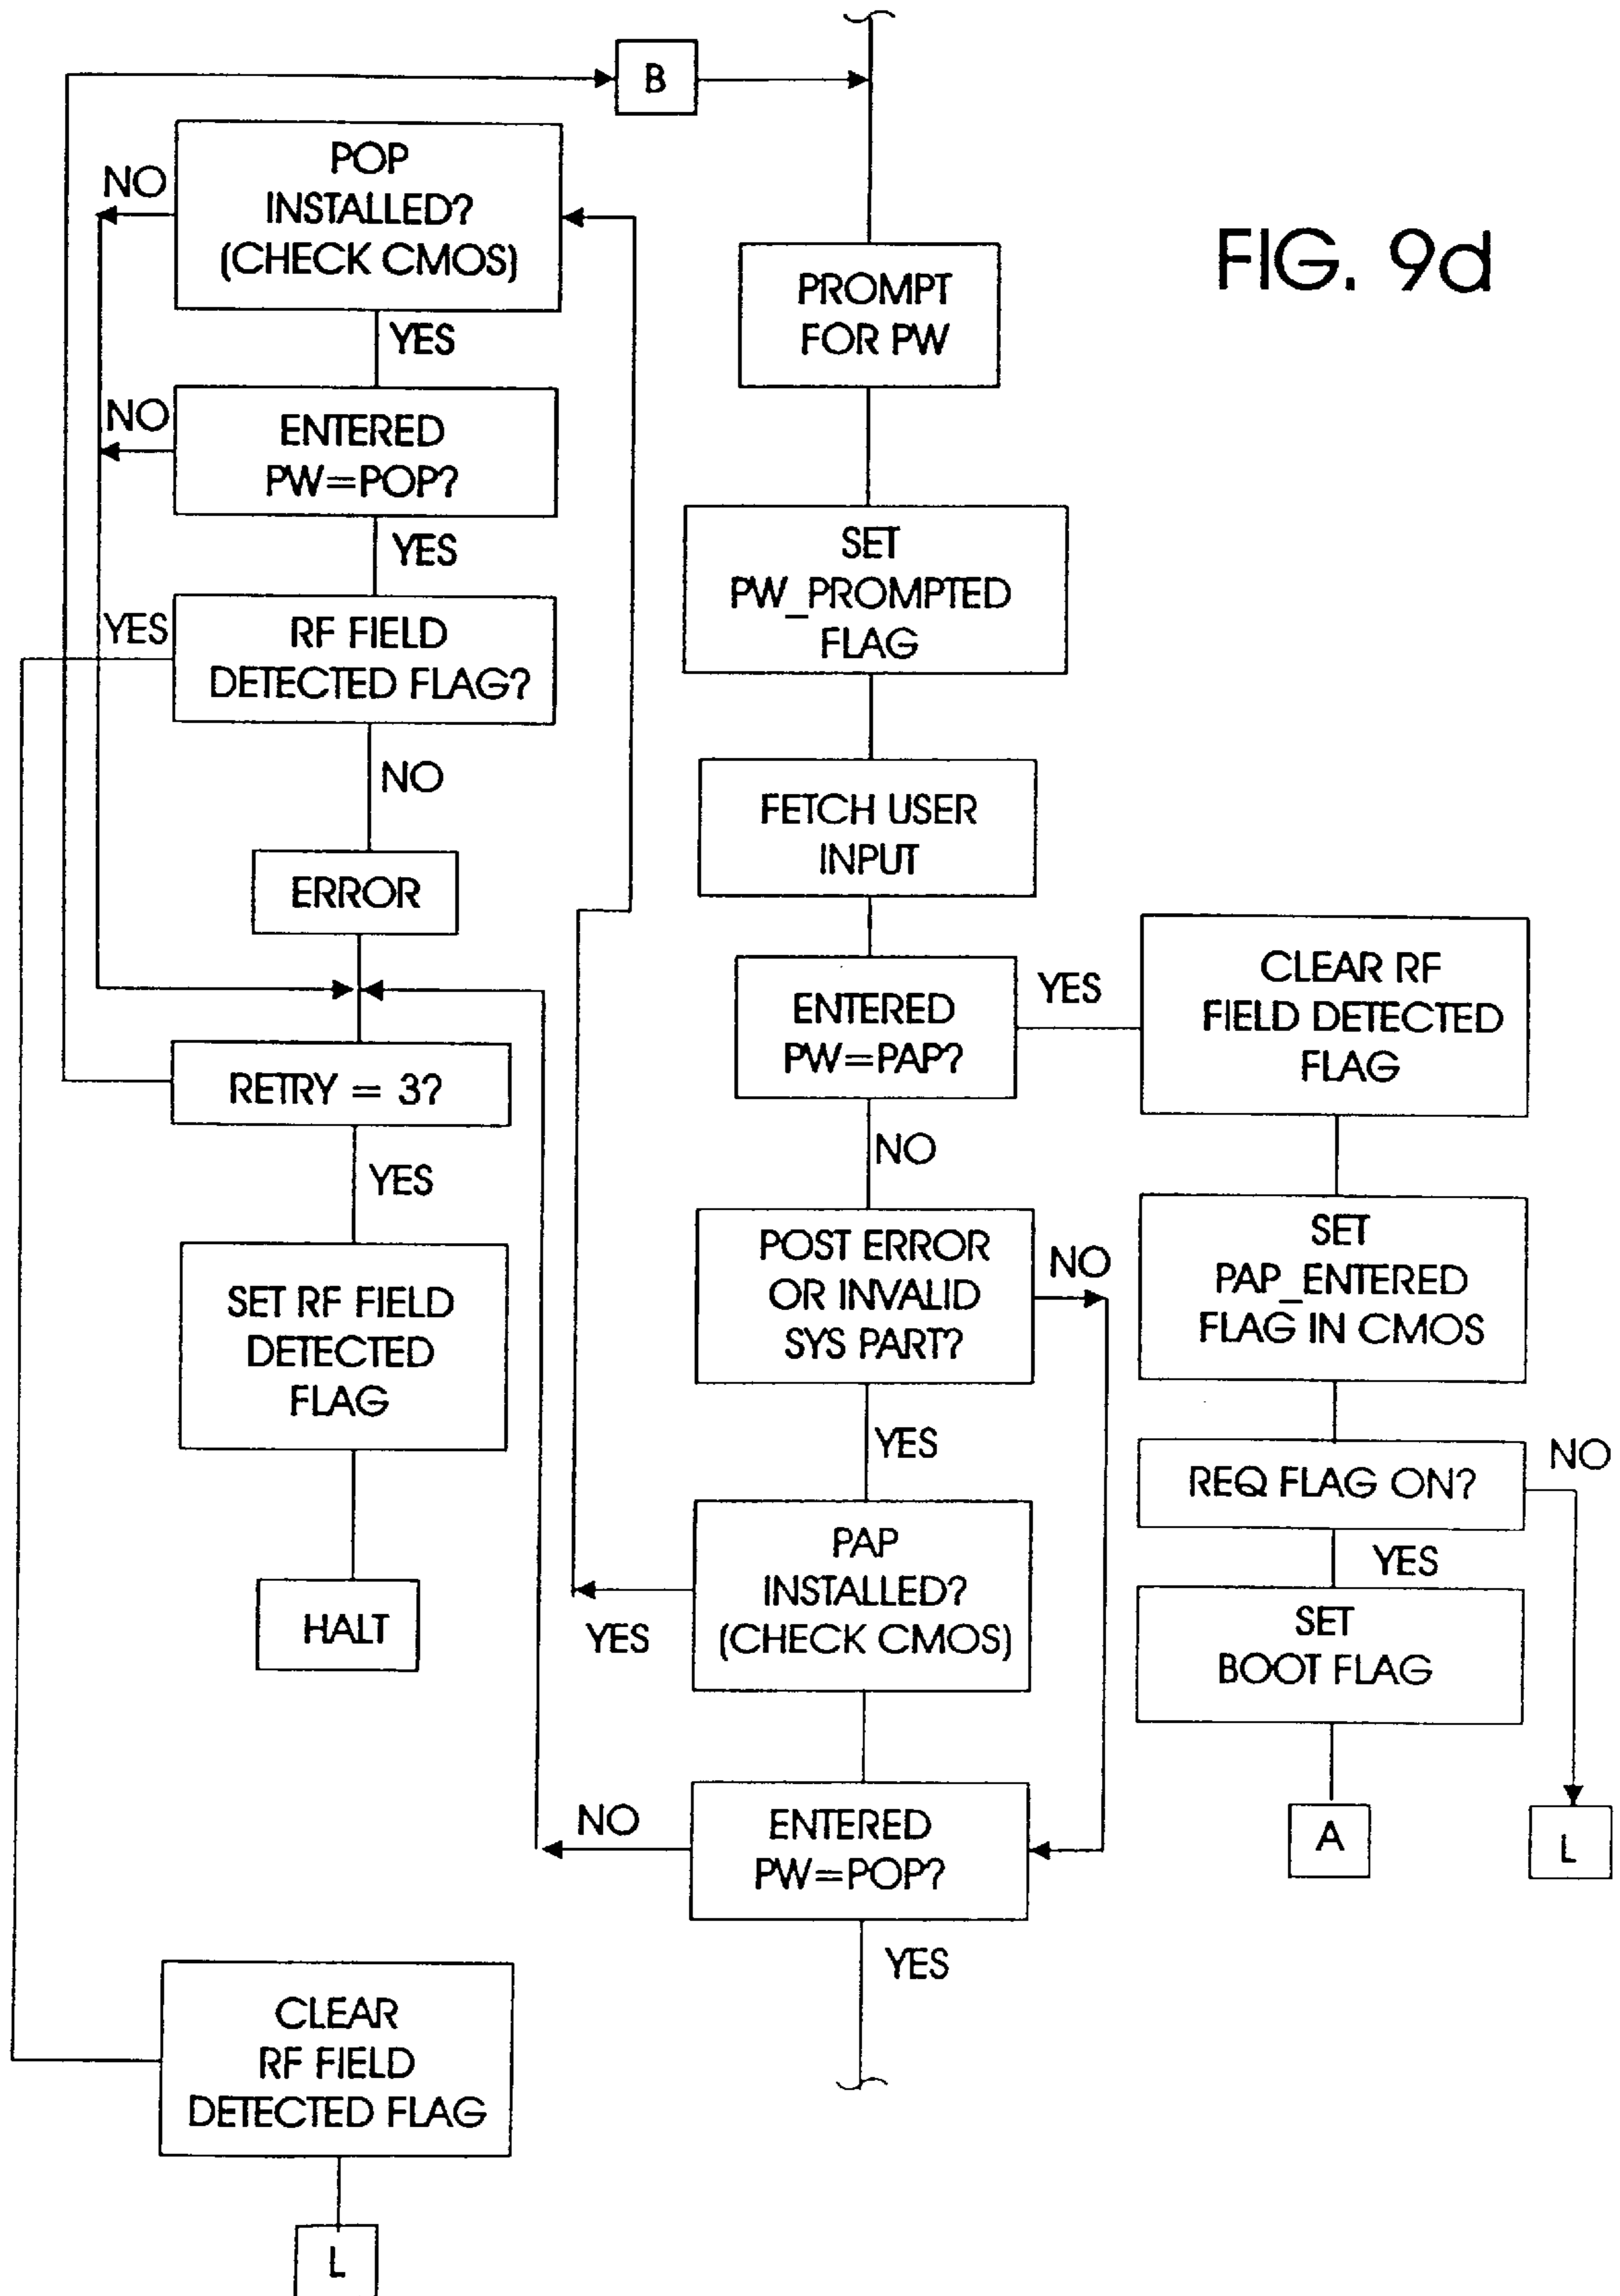 B
POP
INSTALLED?
(CHECK CMOS)
NO
YES
FIG. 9d
PROMPT
FOR PW
NO
ENTERED
PW=POP?
YES
SET
PW_PROMPTED
FLAG
YES
RF FIELD
DETECTED FLAG?
NO
FETCH USER
INPUT
ERROR
ENTERED
PW=PAP?
YES
CLEAR RF
FIELD DETECTED
FLAG
RETRY = 3?
YES
NO
SET RF FIELD
DETECTED
FLAG
POST ERROR
OR INVALID
SYS PART?
NO
YES
SET
PAP_ENTERED
FLAG IN CMOS
REQ FLAG ON?
NO
YES
HALT
PAP
INSTALLED?
(CHECK CMOS)
YES
SET
BOOT FLAG
NO
ENTERED
PW=POP?
A
L
YES
CLEAR
RF FIELD
DETECTED FLAG
L